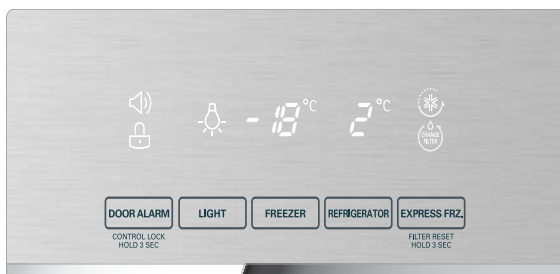 -18°C 2°C
CHANGE
FILTER
DOOR ALARM LIGHT FREEZER REFRIGERATOR EXPRESS FRZ.
CONTROL LOCK FILTER RESET
HOLD 3 SEC HOLD 3 SEC